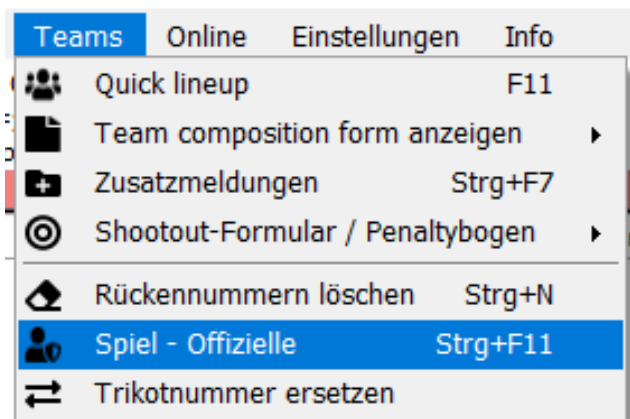 Teams Online Einstellungen Info
Quick lineup F11
Team composition form anzeigen
Zusatzmeldungen Strg+F7
Shootout-Formular / Penaltybogen
Rückennummern löschen Strg+N
Spiel - Offizielle Strg+F11
Trikotnummer ersetzen